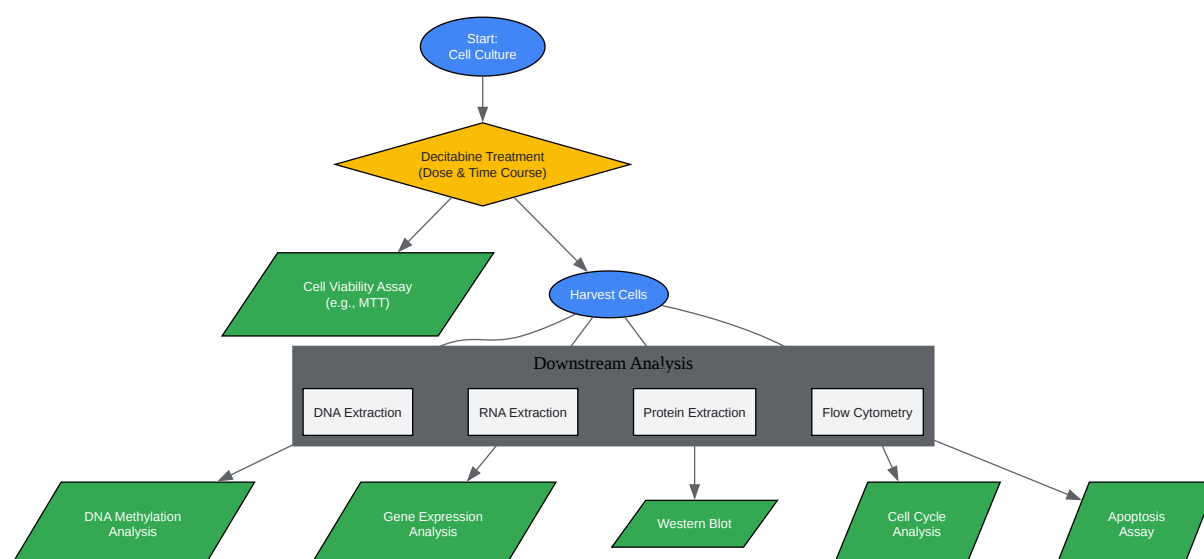 Start:
Cell Culture
Decitabine Treatment
(Dose & Time Course)
Cell Viability Assay
(e.g., MTT)
Harvest Cells
Downstream Analysis
DNA Extraction
RNA Extraction
Protein Extraction
Flow Cytometry
DNA Methylation
Analysis
Gene Expression
Analysis
Western Blot
Cell Cycle
Analysis
Apoptosis
Assay